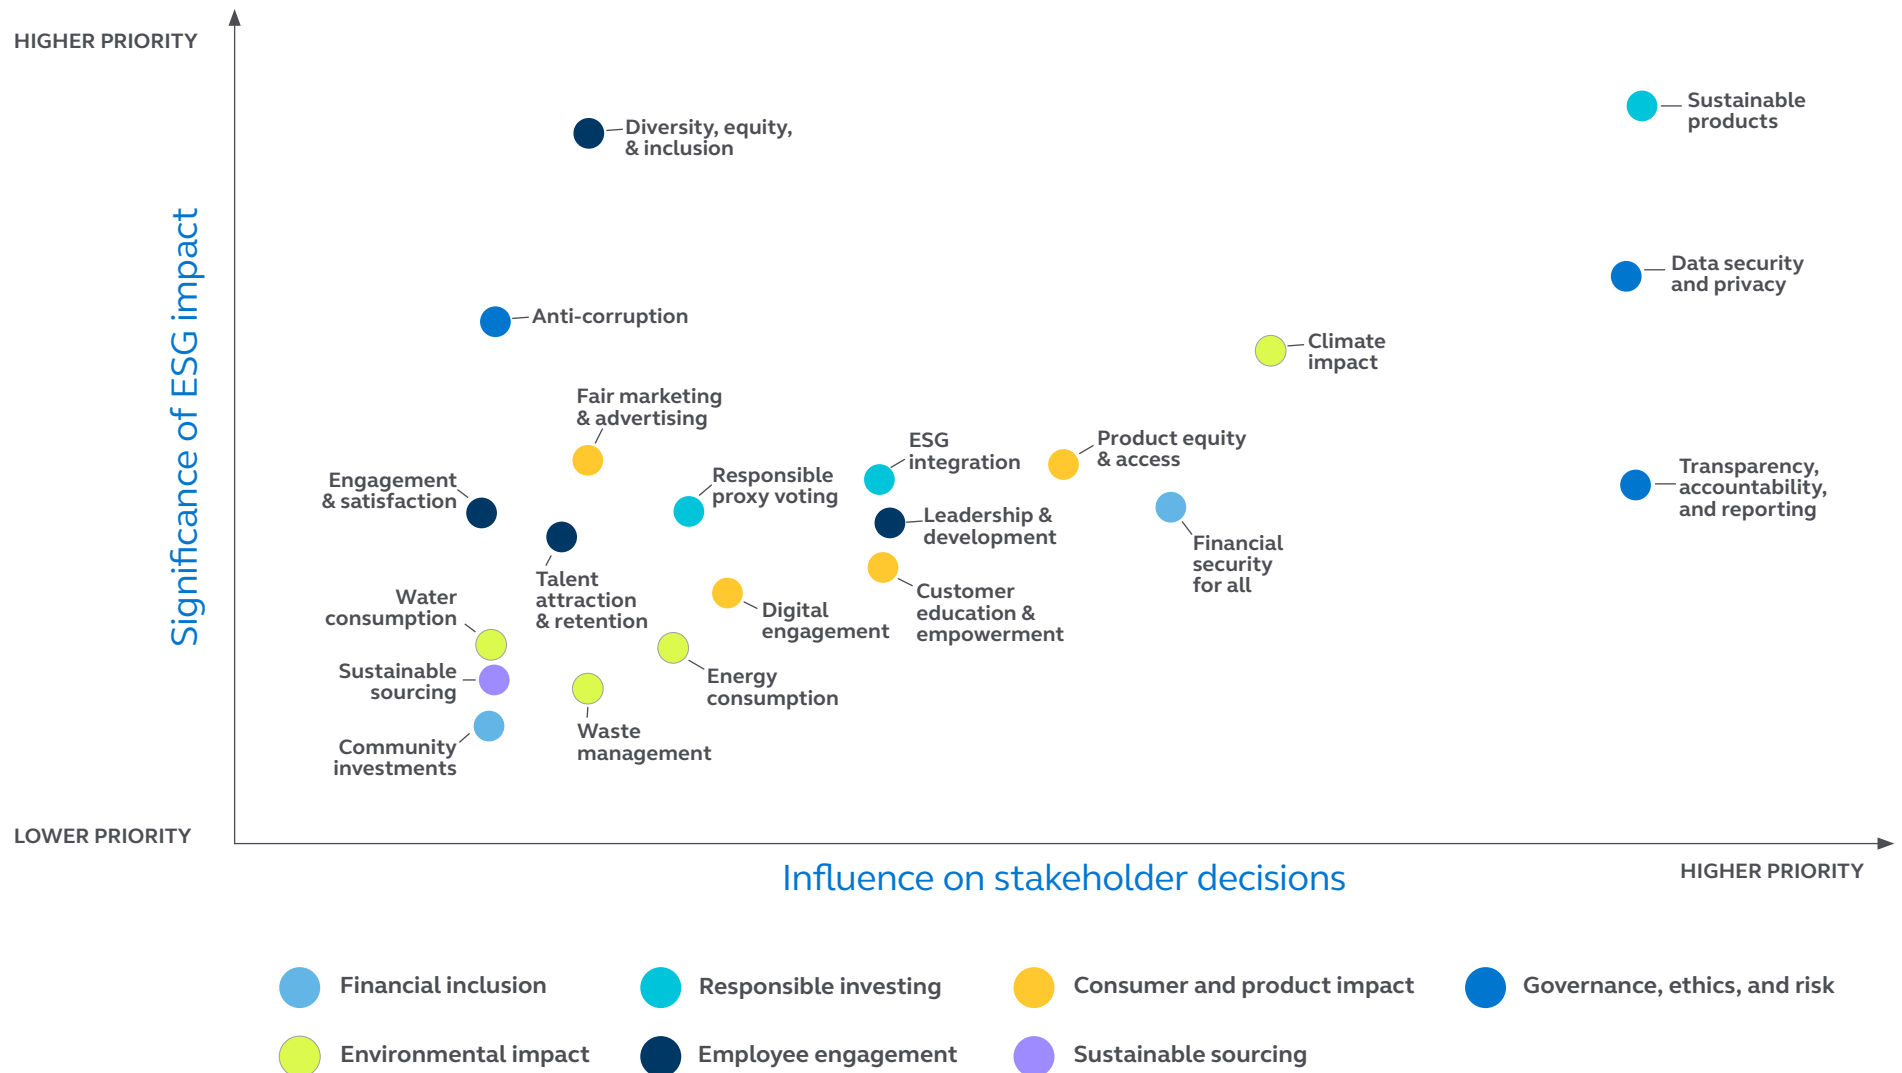 HIGHER PRIORITY
Significance of ESG impact
LOWER PRIORITY
Diversity, equity,
& inclusion
Sustainable
products
Data security
and privacy
Anti-corruption
Climate
impact
Fair marketing
& advertising
ESG
integration
Product equity
& access
Engagement
& satisfaction
Responsible
proxy voting
Transparency,
accountability,
and reporting
Leadership &
development
Financial
security
for all
Talent
attraction
& retention
Water
consumption
Digital
engagement
Customer
education &
empowerment
Sustainable
sourcing
Energy
consumption
Waste
management
Community
investments
Influence on stakeholder decisions
HIGHER PRIORITY
Financial inclusion
Responsible investing
Consumer and product impact
Governance, ethics, and risk
Environmental impact
Employee engagement
Sustainable sourcing